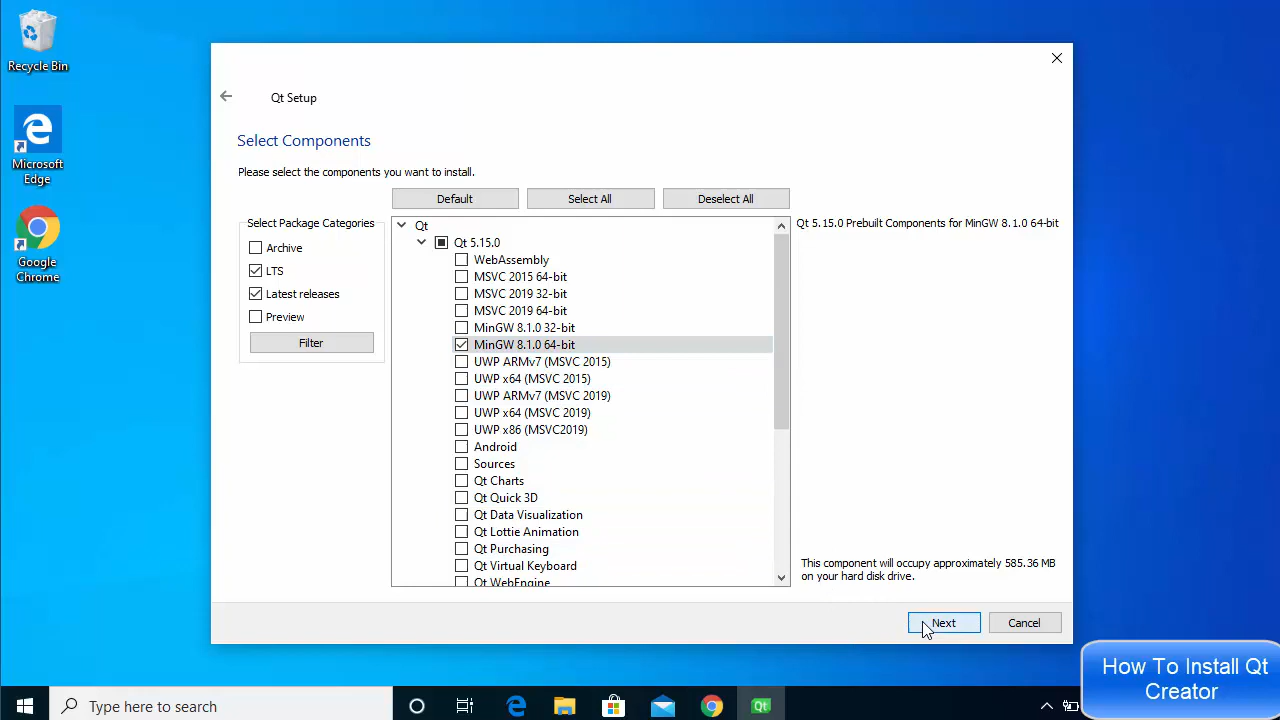 Recycle Bin
Microsoft
Edge
Google
Chrome
Qt Setup
Select Components
Please select the components you want to install.
Default
Select All
Deselect All
Select Package Categories
Archive
LTS
Latest releases
Preview
Filter
Qt
Qt 5.15.0
WebAssembly
MSVC 2015 64-bit
MSVC 2019 32-bit
MSVC 2019 64-bit
MinGW 8.1.0 32-bit
MinGW 8.1.0 64-bit
UWP ARMv7 (MSVC 2015)
UWP x64 (MSVC 2015)
UWP ARMv7 (MSVC 2019)
UWP x64 (MSVC 2019)
UWP x86 (MSVC2019)
Android
Sources
Qt Charts
Qt Quick 3D
Qt Data Visualization
Qt Lottie Animation
Qt Purchasing
Qt Virtual Keyboard
Qt WebEngine
Qt 5.15.0 Prebuilt Components for MinGW 8.1.0 64-bit
This component will occupy approximately 585.36 MB
on your hard disk drive.
Next
Cancel
Type here to search
Qt
How To Install Qt
Creator